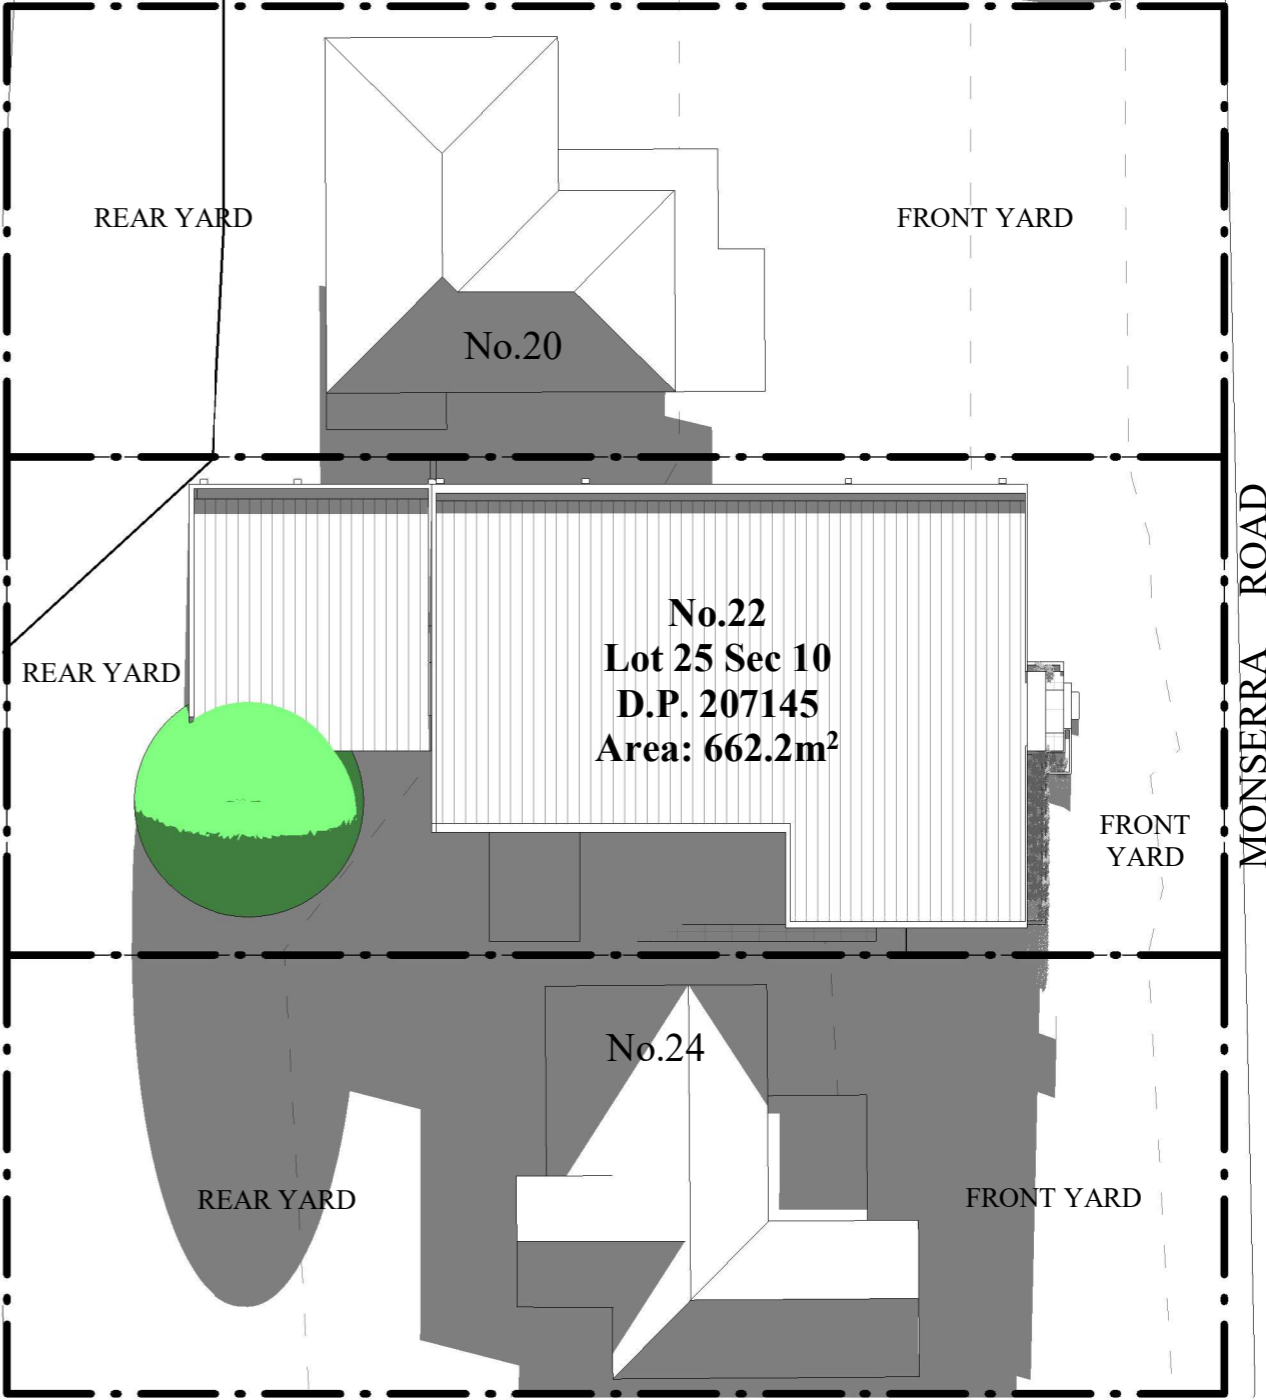 REAR YARD
FRONT YARD
No.20
No.22
Lot 25 Sec 10
D.P. 207145
Area: 662.2m²
REAR YARD
FRONT
YARD
MONSERRA ROAD
No.24
REAR YARD
FRONT YARD